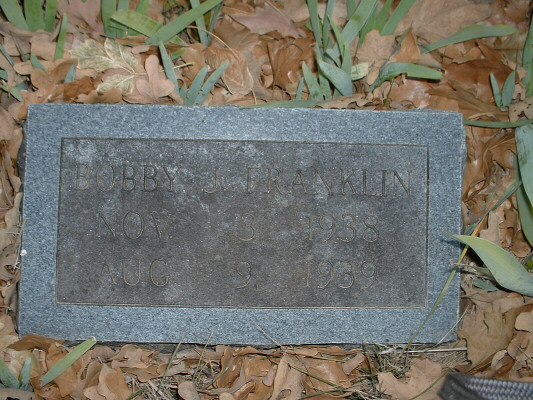 BOBBY J. FRANKLIN
NOV. 1938
AUG. 9, 1939